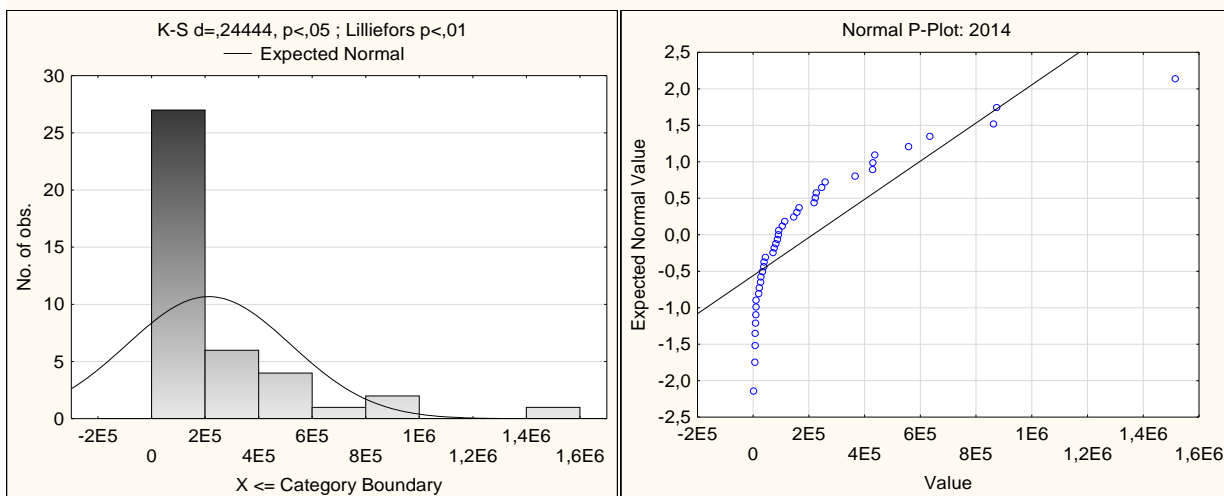 K-S d=,24444, p<,05 ; Lilliefors p<,01
Expected Normal
30
25
20
15
10
5
0
No. of obs.
-2E5 2E5 6E5 1E6 1,4E6
0 4E5 8E5 1,2E6 1,6E6
X <= Category Boundary
Normal P-Plot: 2014
2,5
2,0
1,5
1,0
0,5
0,0
-0,5
-1,0
-1,5
-2,0
-2,5
Expected Normal Value
-2E5 2E5 6E5 1E6 1,4E6
0 4E5 8E5 1,2E6 1,6E6
Value